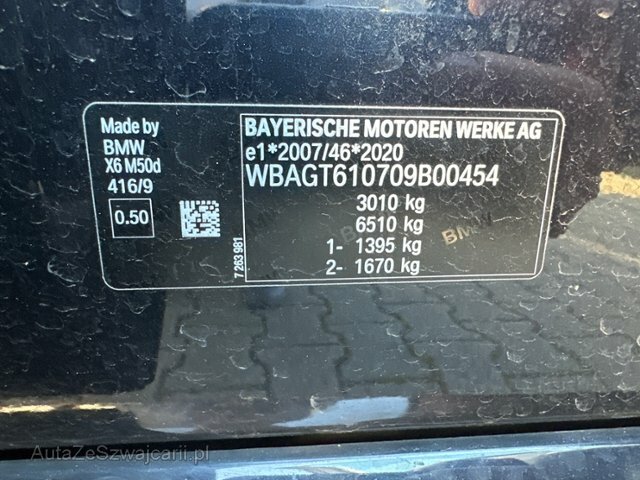 Made by
BMW
X6 M50d
416/9
0.50
7 263 981
BAYERISCHE MOTOREN WERKE AG
e1*2007/46*2020
WBAGT610709B00454
3010 kg
6510 kg
1- 1395 kg
2- 1670 kg
BMW
AutaZeSzwajcarii.pl